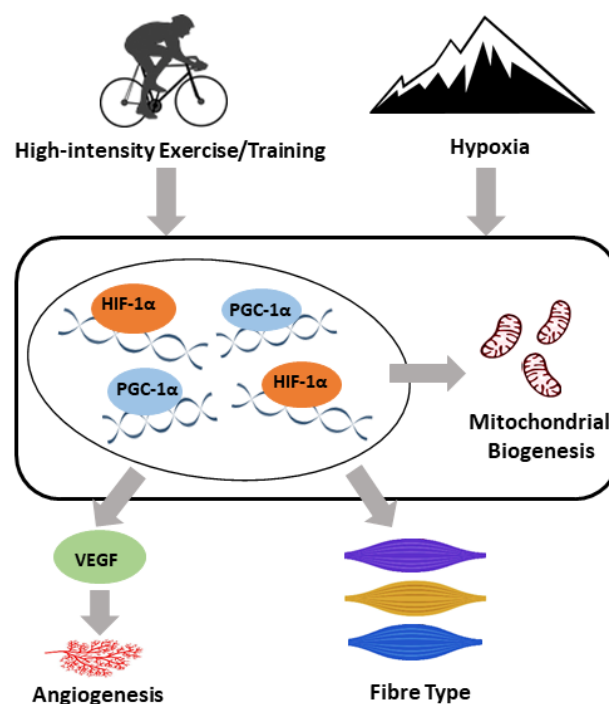 High-intensity Exercise/Training
Hypoxia
HIF-1α
PGC-1α
PGC-1α
HIF-1α
Mitochondrial
Biogenesis
VEGF
Angiogenesis
Fibre Type